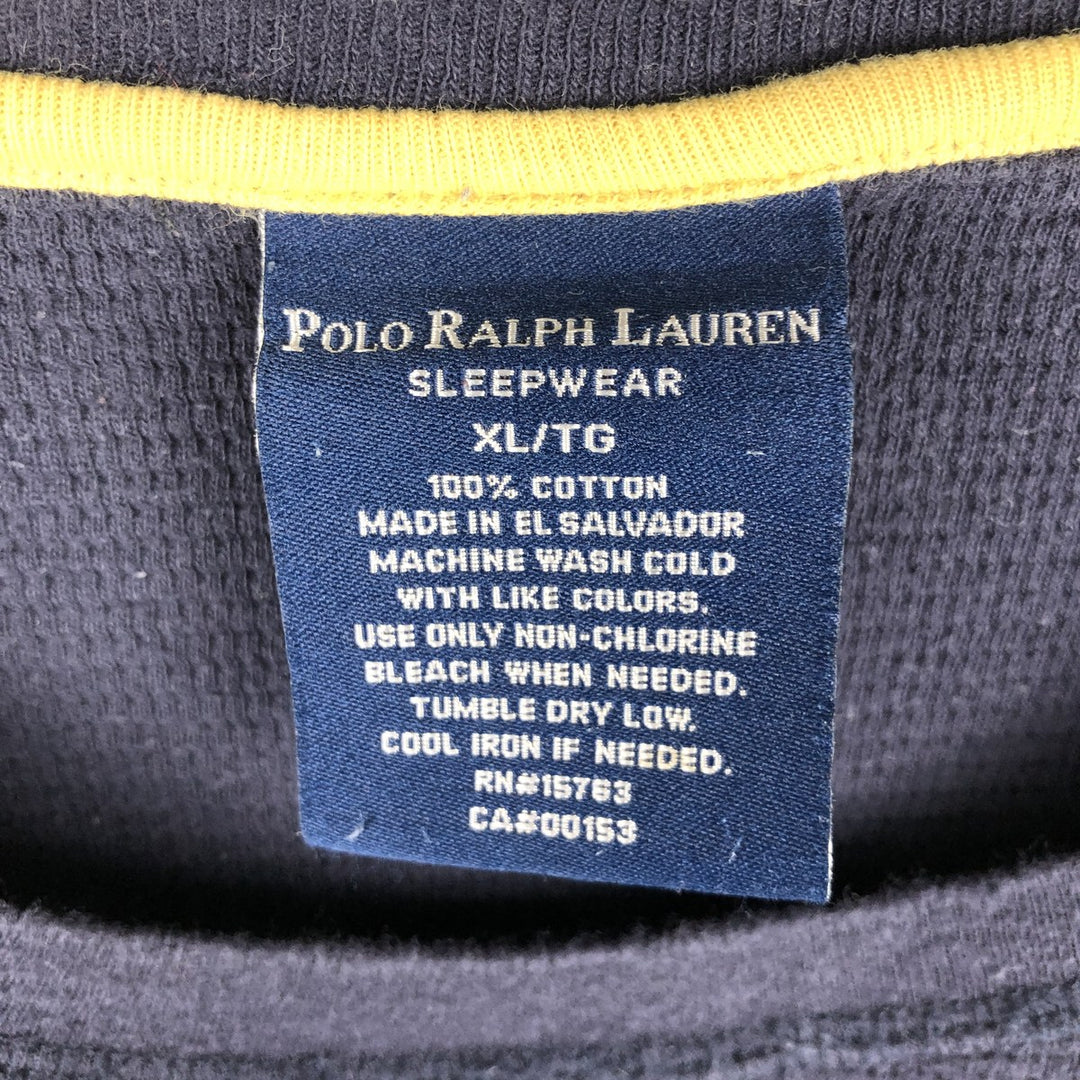 POLO RALPH LAUREN
SLEEPWEAR
XL/TG
100% COTTON
MADE IN EL SALVADOR
MACHINE WASH COLD
WITH LIKE COLORS.
USE ONLY NON-CHLORINE
BLEACH WHEN NEEDED.
TUMBLE DRY LOW.
COOL IRON IF NEEDED.
RN#15763
CA#00153